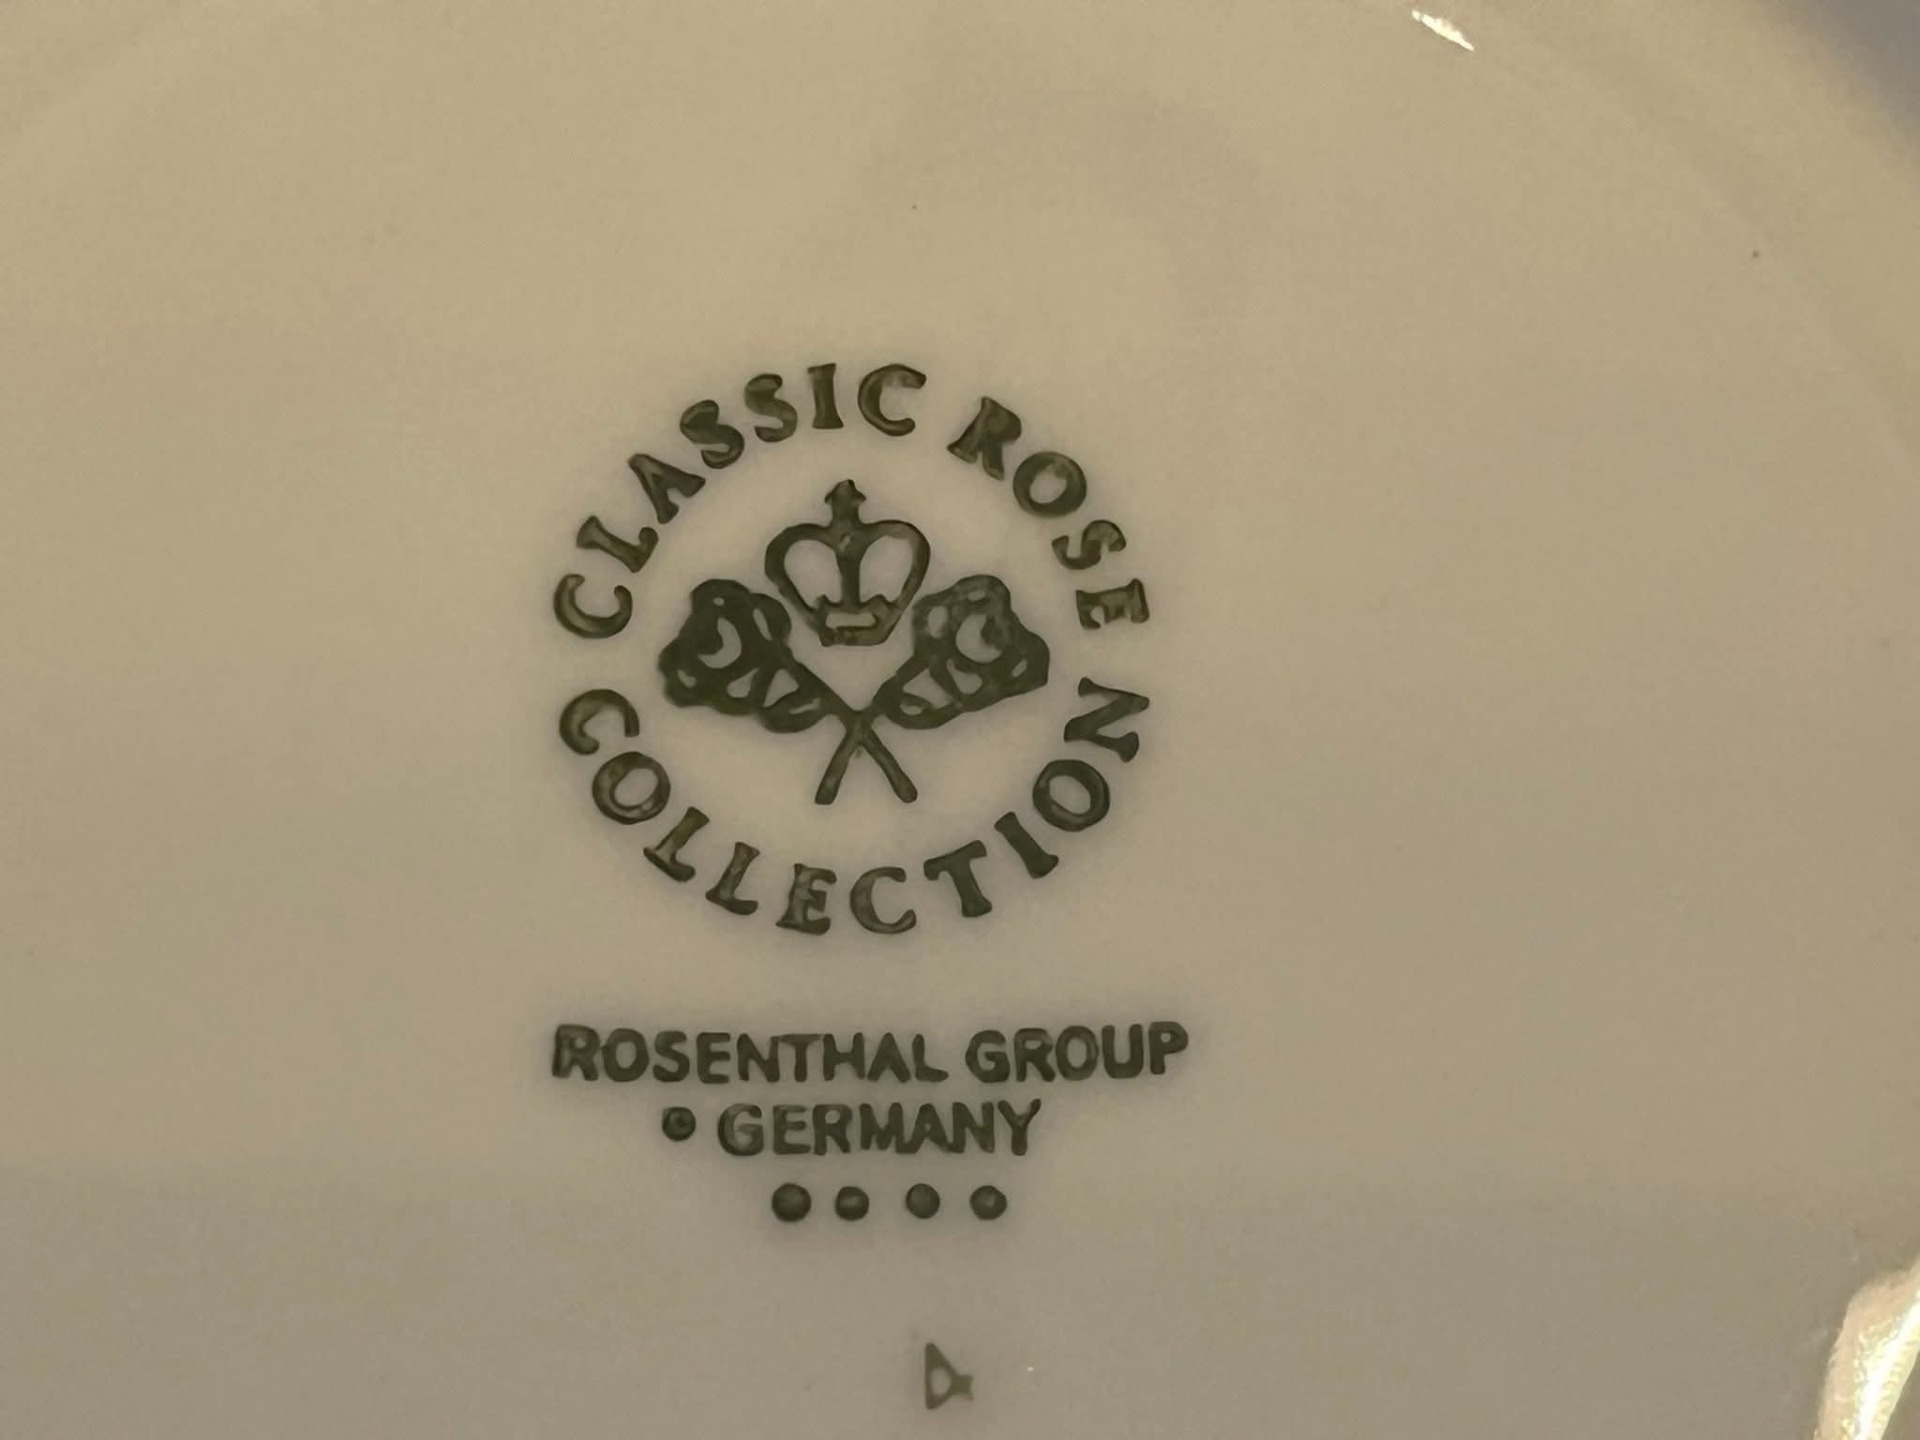 CLASSIC ROSE
COLLECTION
ROSENTHAL GROUP
GERMANY